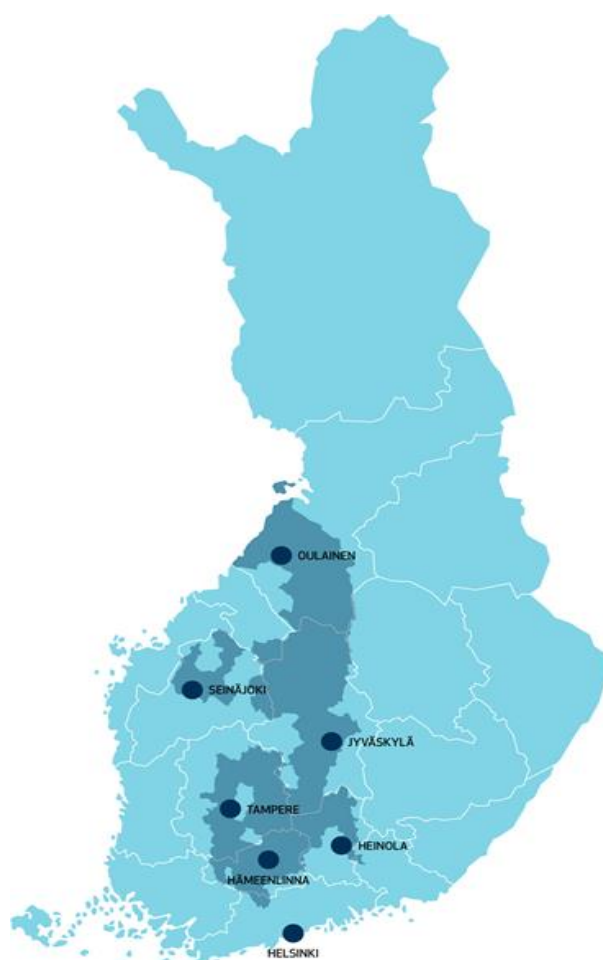 OULAINEN
SEINÄJOKI
JYVÄSKYLÄ
TAMPERE
HEINOLA
HÄMEENLINNA
HELSINKI